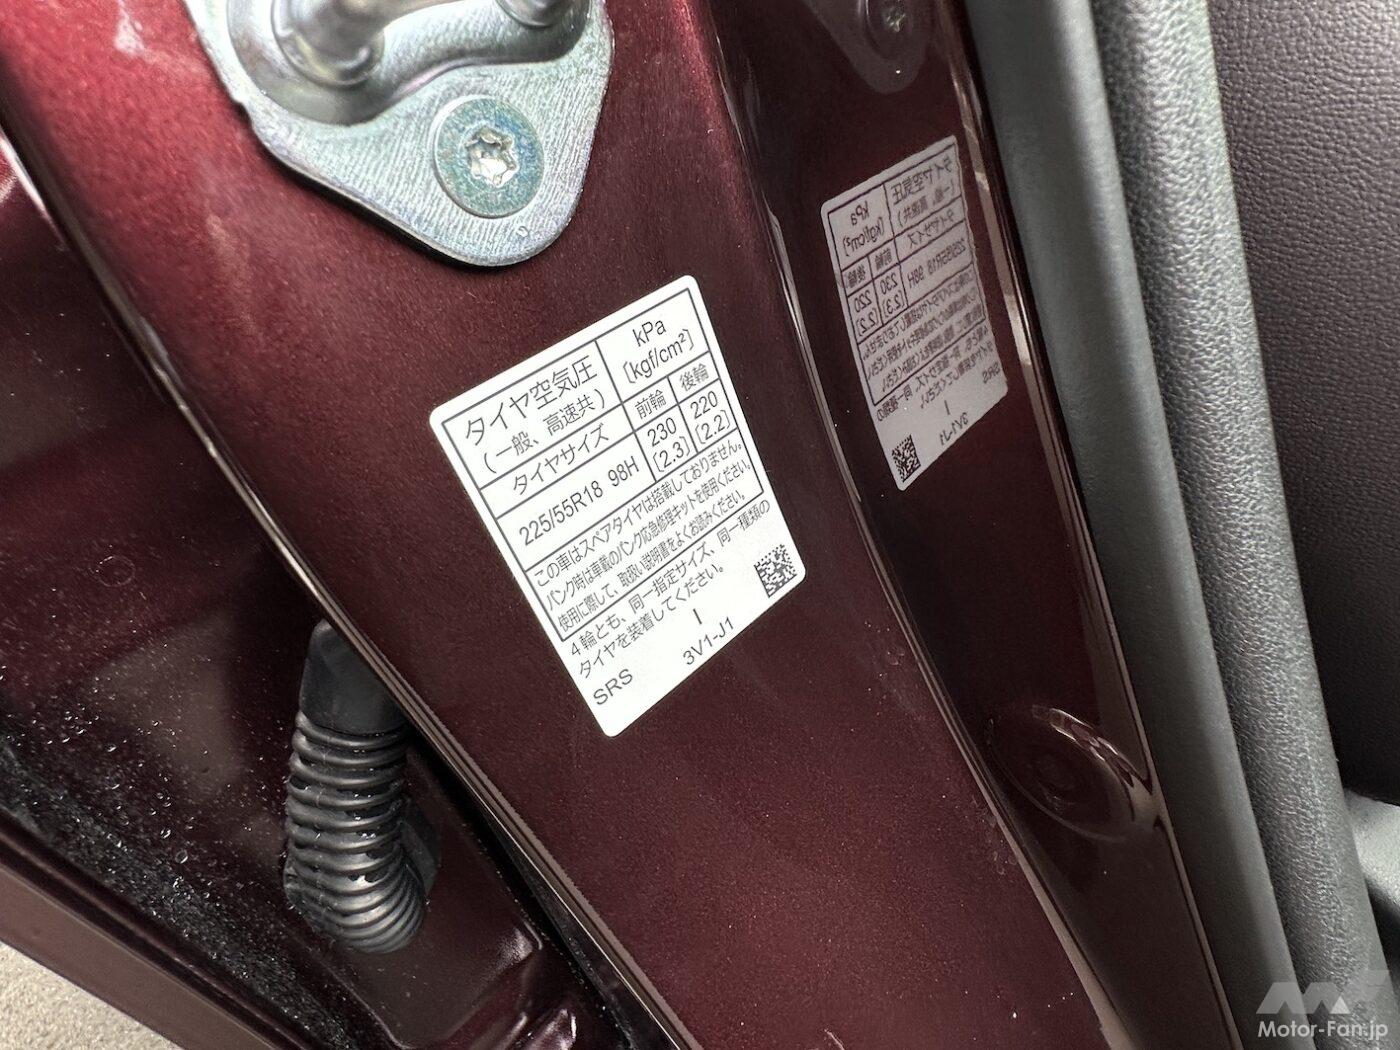 タイヤ空気圧
(一般、高速共)
kPa
〔kgf/cm²〕
タイヤサイズ
前輪
後輪
225/55R18 98H
230
〔2.3〕
220
〔2.2〕
この車はスペアタイヤは搭載しておりません。
パンク時は車載のパンク応急修理キットを使用ください。
使用に際して、取扱い説明書をよくお読みください。
4輪とも、同一指定サイズ、同一種類の
タイヤを装着してください。
SRS
3V1-J1
Motor-Fan.jp